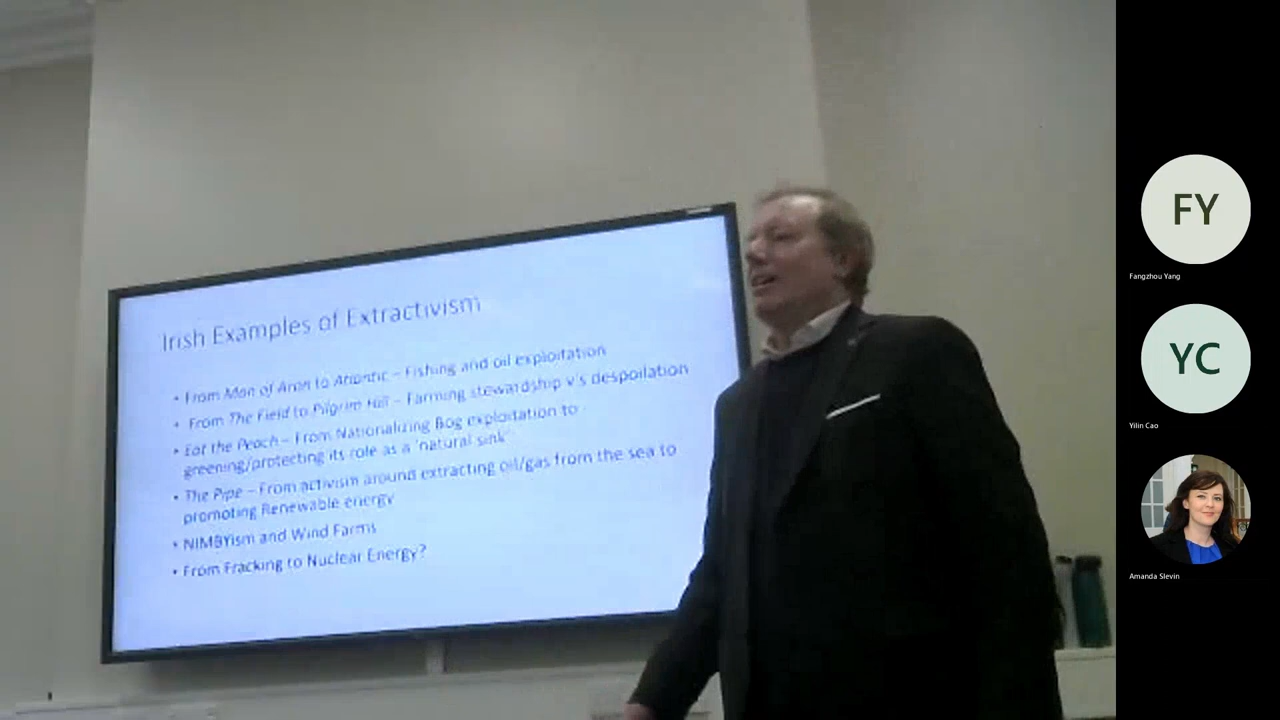 Irish Examples of Extractivism
• From Man of Aran to Atlantic – Fishing and oil exploitation
• From The Field to Pilgrim Hill – Farming stewardship v's despoilation
• Eat the Peach – From Nationalizing Bog exploitation to
greening/protecting its role as a 'natural sink'
• The Pipe – From activism around extracting oil/gas from the sea to
promoting Renewable energy
• NIMBYism and Wind Farms
• From Fracking to Nuclear Energy?
FY
Fangzhou Yang
YC
Yilin Cao
Amanda Slevin